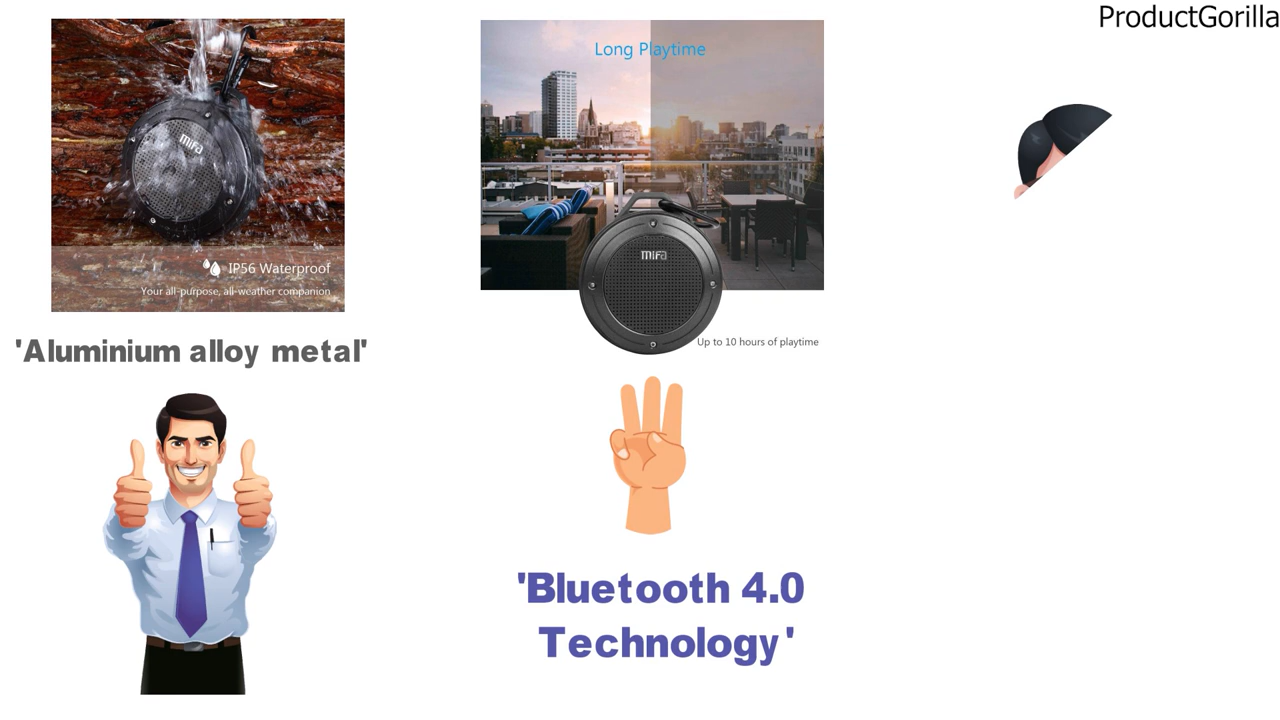 ProductGorilla
mifa
IP56 Waterproof
Your all-purpose, all-weather companion
'Aluminium alloy metal'
Long Playtime
mifa
Up to 10 hours of playtime
'Bluetooth 4.0
Technology'